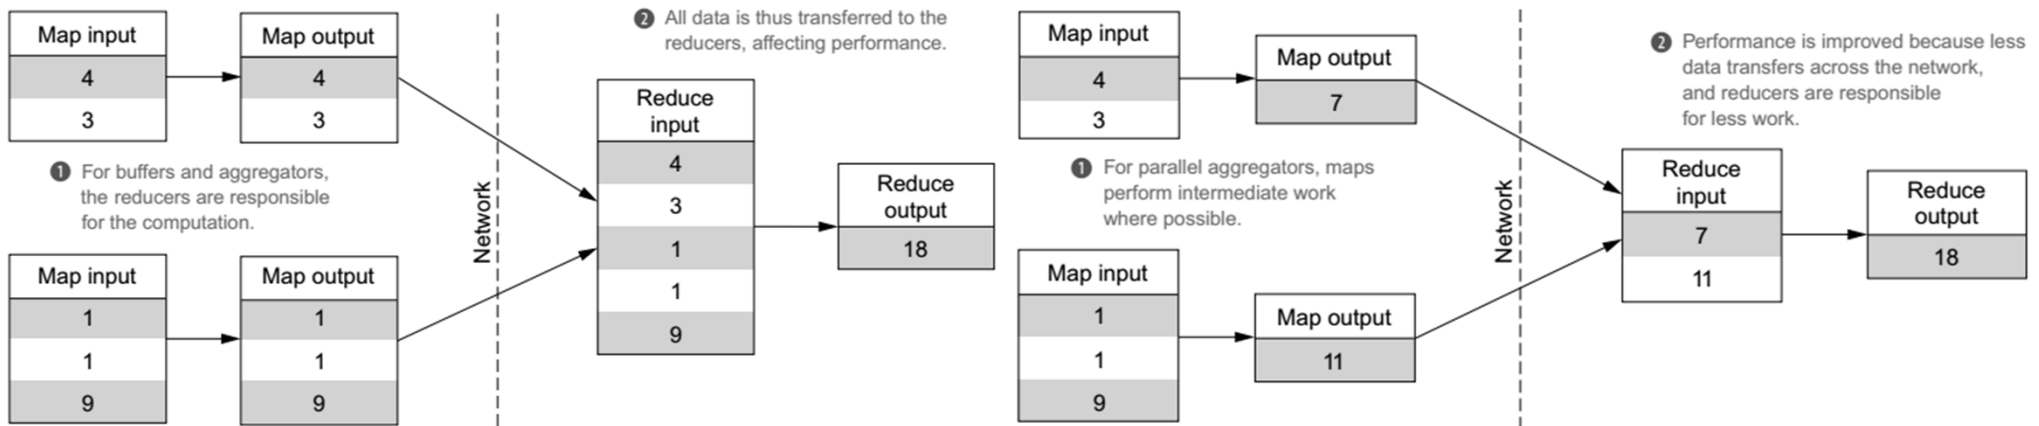 Map input
4
3
Map output
4
3
❶ For buffers and aggregators,
the reducers are responsible
for the computation.
Map input
1
1
9
Map output
1
1
9
Network
❷ All data is thus transferred to the
reducers, affecting performance.
Reduce
input
4
3
1
1
9
Reduce
output
18
Map input
4
3
Map output
7
❶ For parallel aggregators, maps
perform intermediate work
where possible.
Map input
1
1
9
Map output
11
Network
❷ Performance is improved because less
data transfers across the network,
and reducers are responsible
for less work.
Reduce
input
7
11
Reduce
output
18